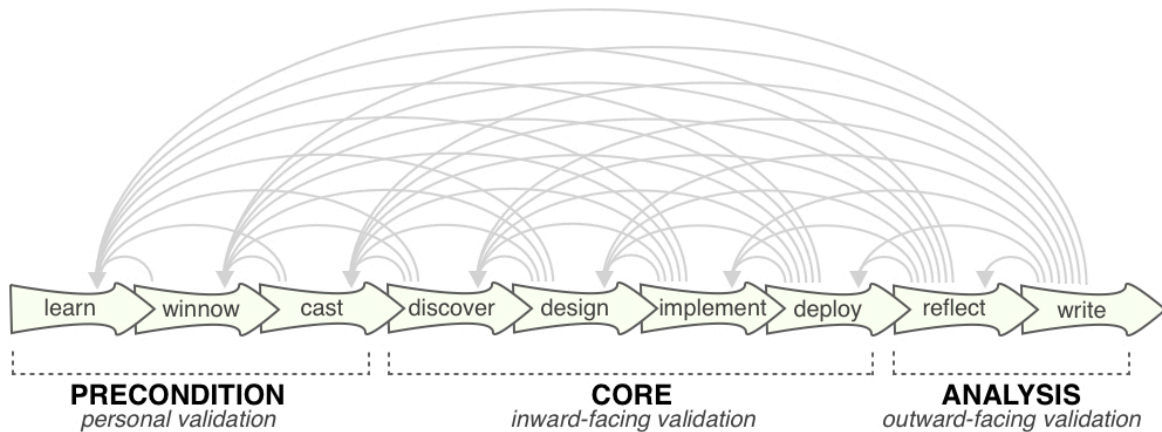 learn winnow cast discover design implement deploy reflect write
PRECONDITION CORE ANALYSIS
personal validation inward-facing validation outward-facing validation